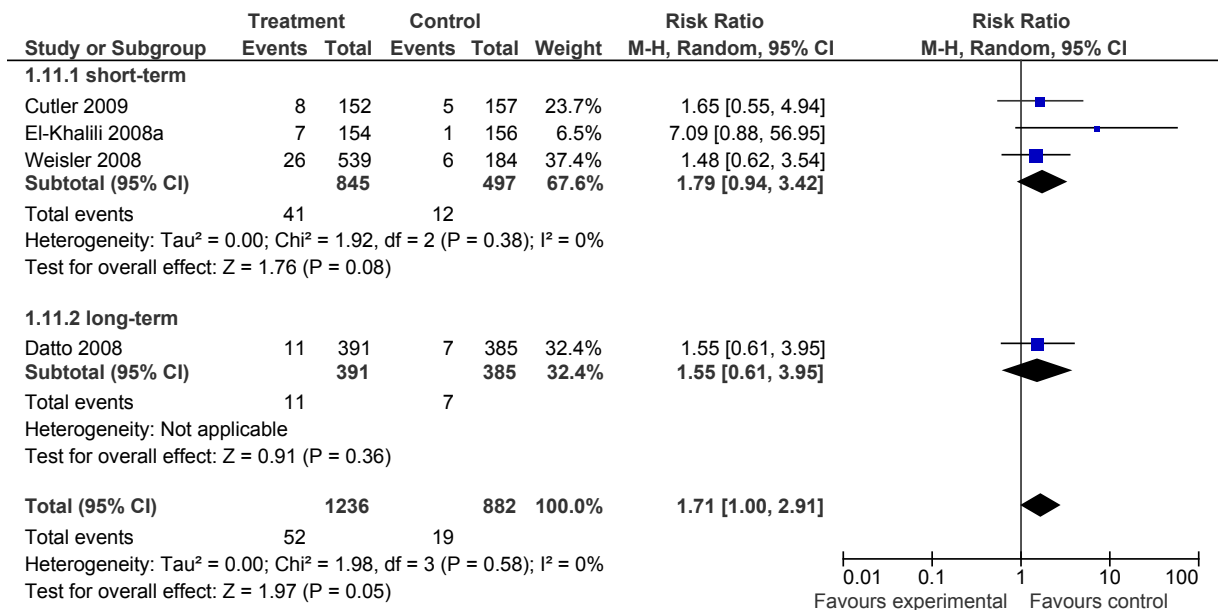 Treatment Control Risk Ratio Risk Ratio
Study or Subgroup Events Total Events Total Weight M-H, Random, 95% CI M-H, Random, 95% CI
1.11.1 short-term
Cutler 2009 8 152 5 157 23.7% 1.65 [0.55, 4.94]
El-Khalili 2008a 7 154 1 156 6.5% 7.09 [0.88, 56.95]
Weisler 2008 26 539 6 184 37.4% 1.48 [0.62, 3.54]
Subtotal (95% CI) 845 497 67.6% 1.79 [0.94, 3.42]
Total events 41 12
Heterogeneity: Tau² = 0.00; Chi² = 1.92, df = 2 (P = 0.38); I² = 0%
Test for overall effect: Z = 1.76 (P = 0.08)
1.11.2 long-term
Datto 2008 11 391 7 385 32.4% 1.55 [0.61, 3.95]
Subtotal (95% CI) 391 385 32.4% 1.55 [0.61, 3.95]
Total events 11 7
Heterogeneity: Not applicable
Test for overall effect: Z = 0.91 (P = 0.36)
Total (95% CI) 1236 882 100.0% 1.71 [1.00, 2.91]
Total events 52 19
Heterogeneity: Tau² = 0.00; Chi² = 1.98, df = 3 (P = 0.58); I² = 0%
Test for overall effect: Z = 1.97 (P = 0.05)
0.01 0.1 1 10 100
Favours experimental Favours control